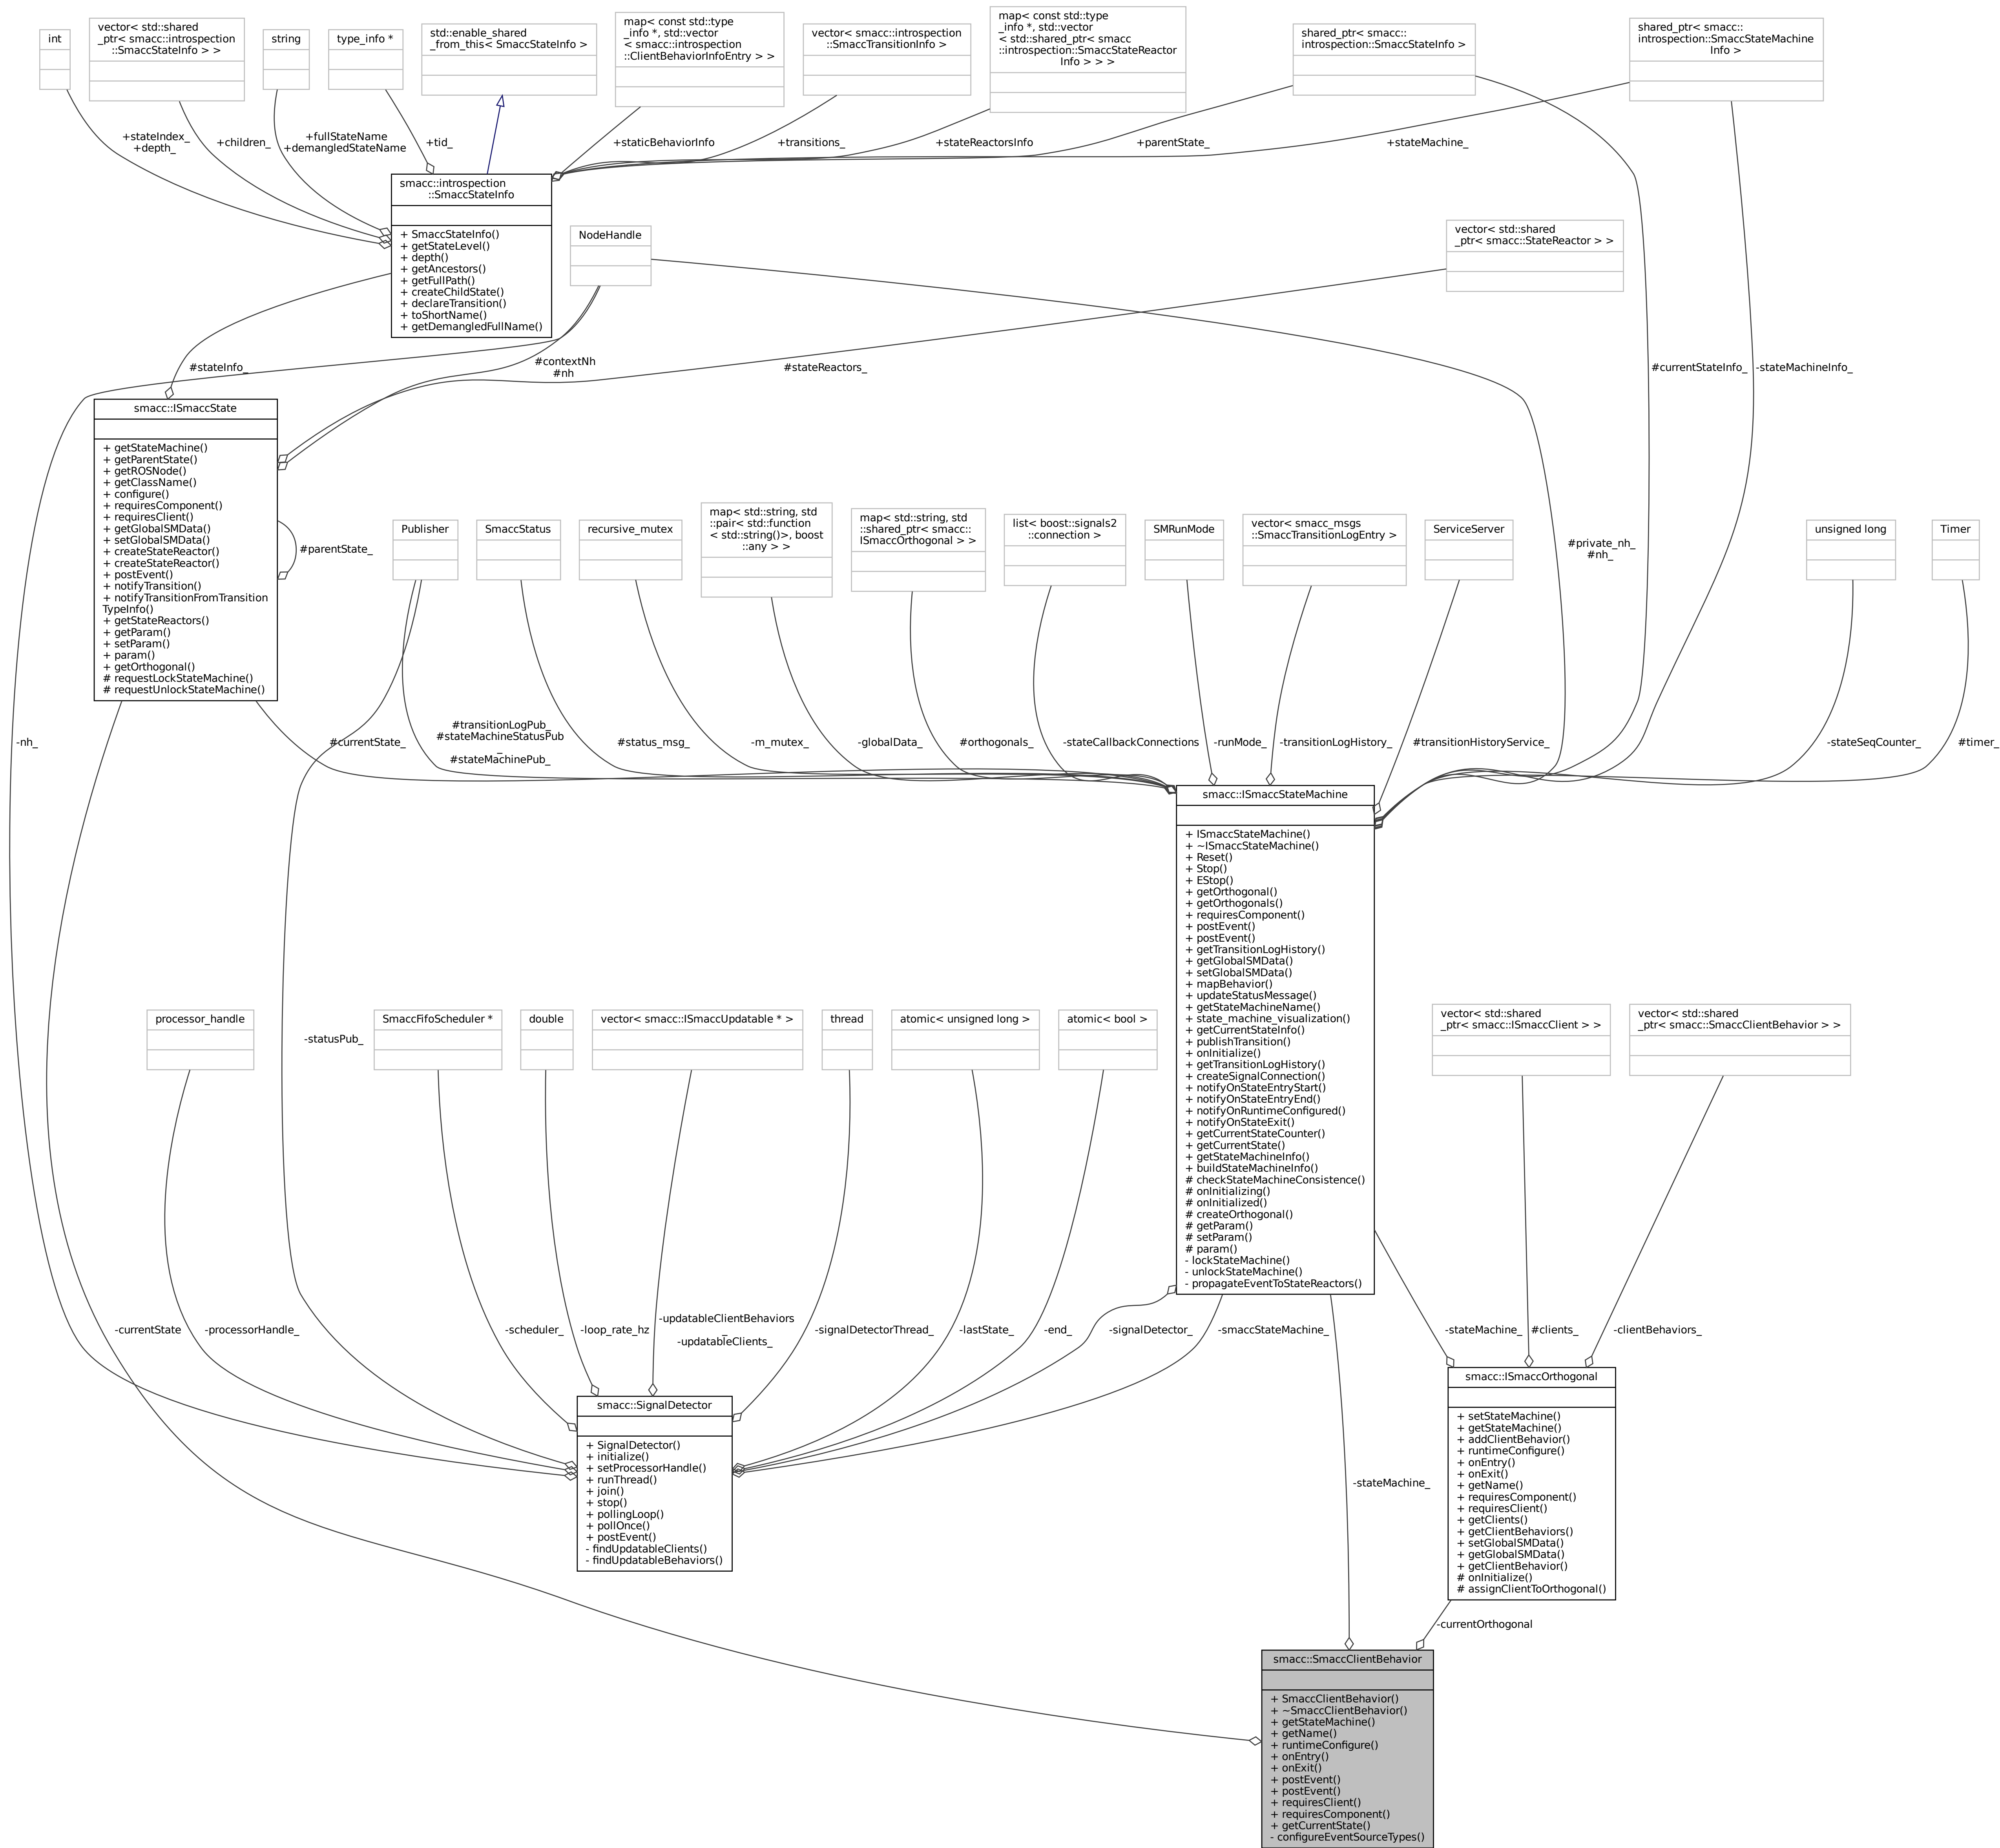 int
vector< std::shared
_ptr< smacc::introspection
::SmaccStateInfo > >
string
type_info *
std::enable_shared
_from_this< SmaccStateInfo >
map< const std::type
_info *, std::vector
< smacc::introspection
::ClientBehaviorInfoEntry > >
vector< smacc::introspection
::SmaccTransitionInfo >
map< const std::type
_info *, std::vector
< std::shared_ptr< smacc
::introspection::SmaccStateReactor
Info > > >
shared_ptr< smacc::
introspection::SmaccStateInfo >
shared_ptr< smacc::
introspection::SmaccStateMachine
Info >
+stateIndex_
+depth_
+children_
+fullStateName
+demangledStateName
+tid_
+staticBehaviorInfo
+transitions_
+stateReactorsInfo
+parentState_
+stateMachine_
smacc::introspection
::SmaccStateInfo
+ SmaccStateInfo()
+ getStateLevel()
+ depth()
+ getAncestors()
+ getFullPath()
+ createChildState()
+ declareTransition()
+ toShortName()
+ getDemangledFullName()
NodeHandle
vector< std::shared
_ptr< smacc::StateReactor > >
#stateInfo_
#contextNh
#nh
#stateReactors_
#currentStateInfo_
-stateMachineInfo_
smacc::ISmaccState
+ getStateMachine()
+ getParentState()
+ getROSNode()
+ getClassName()
+ configure()
+ requiresComponent()
+ requiresClient()
+ getGlobalSMData()
+ setGlobalSMData()
+ createStateReactor()
+ createStateReactor()
+ postEvent()
+ notifyTransition()
+ notifyTransitionFromTransition
TypeInfo()
+ getStateReactors()
+ getParam()
+ setParam()
+ param()
+ getOrthogonal()
# requestLockStateMachine()
# requestUnlockStateMachine()
#parentState_
Publisher
SmaccStatus
recursive_mutex
map< std::string, std
::pair< std::function
< std::string()>, boost
::any > >
map< std::string, std
::shared_ptr< smacc::
ISmaccOrthogonal > >
list< boost::signals2
::connection >
SMRunMode
vector< smacc_msgs
::SmaccTransitionLogEntry >
ServiceServer
#private_nh_
#nh_
unsigned long
Timer
-nh_
#currentState_
#transitionLogPub_
#stateMachineStatusPub
_
#stateMachinePub_
#status_msg_
-m_mutex_
-globalData_
#orthogonals_
-stateCallbackConnections
-runMode_
-transitionLogHistory_
#transitionHistoryService_
-stateSeqCounter_
#timer_
smacc::ISmaccStateMachine
+ ISmaccStateMachine()
+ ~ISmaccStateMachine()
+ Reset()
+ Stop()
+ EStop()
+ getOrthogonal()
+ getOrthogonals()
+ requiresComponent()
+ postEvent()
+ postEvent()
+ getTransitionLogHistory()
+ getGlobalSMData()
+ setGlobalSMData()
+ mapBehavior()
+ updateStatusMessage()
+ getStateMachineName()
+ state_machine_visualization()
+ getCurrentStateInfo()
+ publishTransition()
+ onInitialize()
+ getTransitionLogHistory()
+ createSignalConnection()
+ notifyOnStateEntryStart()
+ notifyOnStateEntryEnd()
+ notifyOnRuntimeConfigured()
+ notifyOnStateExit()
+ getCurrentStateCounter()
+ getCurrentState()
+ getStateMachineInfo()
+ buildStateMachineInfo()
# checkStateMachineConsistence()
# onInitializing()
# onInitialized()
# createOrthogonal()
# getParam()
# setParam()
# param()
- lockStateMachine()
- unlockStateMachine()
- propagateEventToStateReactors()
processor_handle
-statusPub_
SmaccFifoScheduler *
double
vector< smacc::ISmaccUpdatable * >
thread
atomic< unsigned long >
atomic< bool >
vector< std::shared
_ptr< smacc::ISmaccClient > >
vector< std::shared
_ptr< smacc::SmaccClientBehavior > >
-currentState
-processorHandle_
-scheduler_
-loop_rate_hz
-updatableClientBehaviors
_
-updatableClients_
-signalDetectorThread_
-lastState_
-end_
-signalDetector_
-smaccStateMachine_
-stateMachine_
#clients_
-clientBehaviors_
smacc::SignalDetector
+ SignalDetector()
+ initialize()
+ setProcessorHandle()
+ runThread()
+ join()
+ stop()
+ pollingLoop()
+ pollOnce()
+ postEvent()
- findUpdatableClients()
- findUpdatableBehaviors()
-stateMachine_
smacc::ISmaccOrthogonal
+ setStateMachine()
+ getStateMachine()
+ addClientBehavior()
+ runtimeConfigure()
+ onEntry()
+ onExit()
+ getName()
+ requiresComponent()
+ requiresClient()
+ getClients()
+ getClientBehaviors()
+ setGlobalSMData()
+ getGlobalSMData()
+ getClientBehavior()
# onInitialize()
# assignClientToOrthogonal()
-currentOrthogonal
smacc::SmaccClientBehavior
+ SmaccClientBehavior()
+ ~SmaccClientBehavior()
+ getStateMachine()
+ getName()
+ runtimeConfigure()
+ onEntry()
+ onExit()
+ postEvent()
+ postEvent()
+ requiresClient()
+ requiresComponent()
+ getCurrentState()
- configureEventSourceTypes()